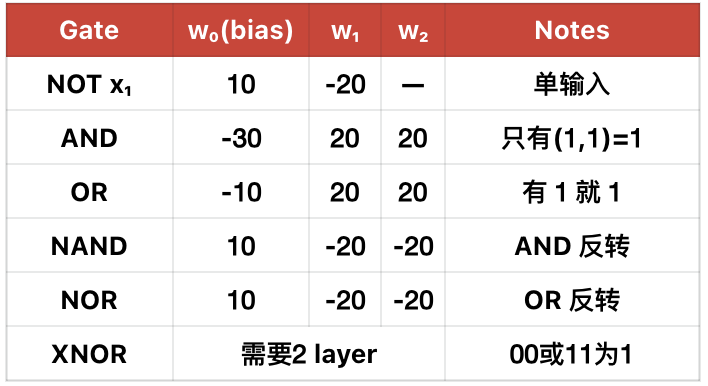 Gate w₀(bias) w₁ w₂ Notes
NOT x₁ 10 -20 — 单输入
AND -30 20 20 只有(1,1)=1
OR -10 20 20 有 1 就 1
NAND 10 -20 -20 AND 反转
NOR 10 -20 -20 OR 反转
XNOR 需要2 layer 00或11为1